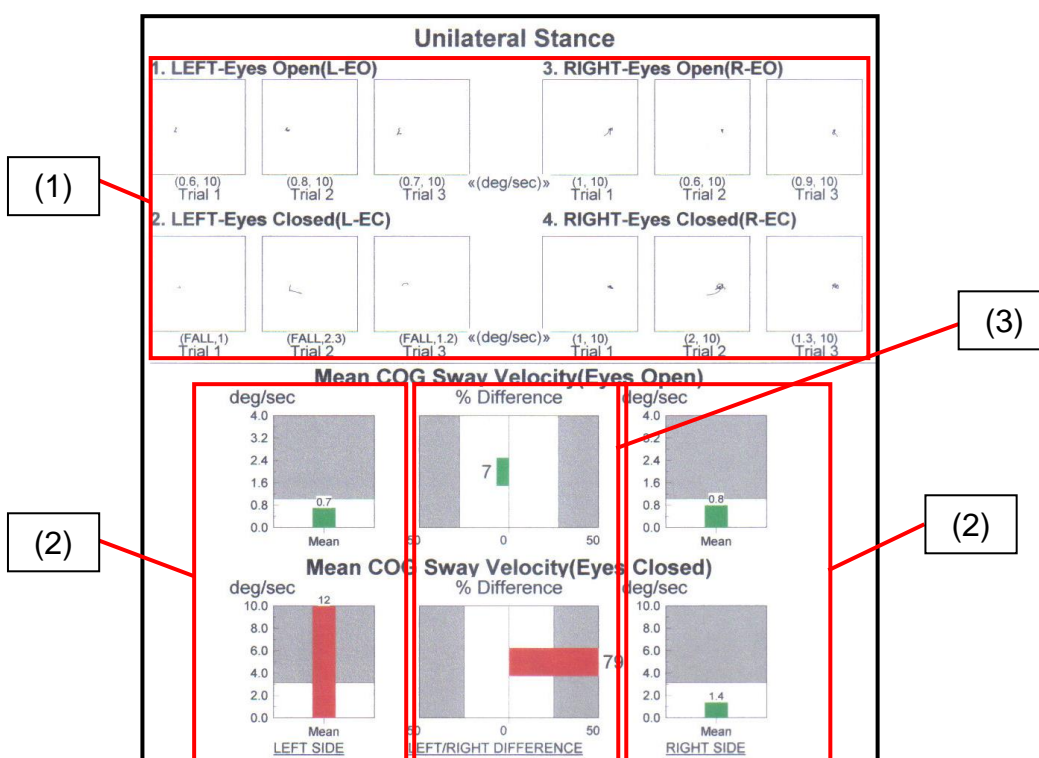 Unilateral Stance
1. LEFT-Eyes Open(L-EO) 3. RIGHT-Eyes Open(R-EO)
(0.6, 10) (0.8, 10) (0.7, 10) «(deg/sec)» (1, 10) (0.6, 10) (0.9, 10)
Trial 1 Trial 2 Trial 3 Trial 1 Trial 2 Trial 3
(1)
2. LEFT-Eyes Closed(L-EC) 4. RIGHT-Eyes Closed(R-EC)
(FALL,1) (FALL,2.3) (FALL,1.2) «(deg/sec)» (1, 10) (2, 10) (1.3, 10)
Trial 1 Trial 2 Trial 3 Trial 1 Trial 2 Trial 3
(3)
Mean COG Sway Velocity(Eyes Open)
deg/sec % Difference deg/sec
4.0 4.0
3.2 3.2
2.4 2.4
7
1.6 1.6
0.8 0.7 0.8 0.8
0.0 0.0
Mean 50 0 50 Mean
(2) (2)
Mean COG Sway Velocity(Eyes Closed)
deg/sec % Difference deg/sec
10.0 12 10.0
8.0 8.0
6.0 6.0
79
4.0 4.0
2.0 2.0 1.4
0.0 0.0
Mean 50 0 50 Mean
LEFT SIDE LEFT/RIGHT DIFFERENCE RIGHT SIDE